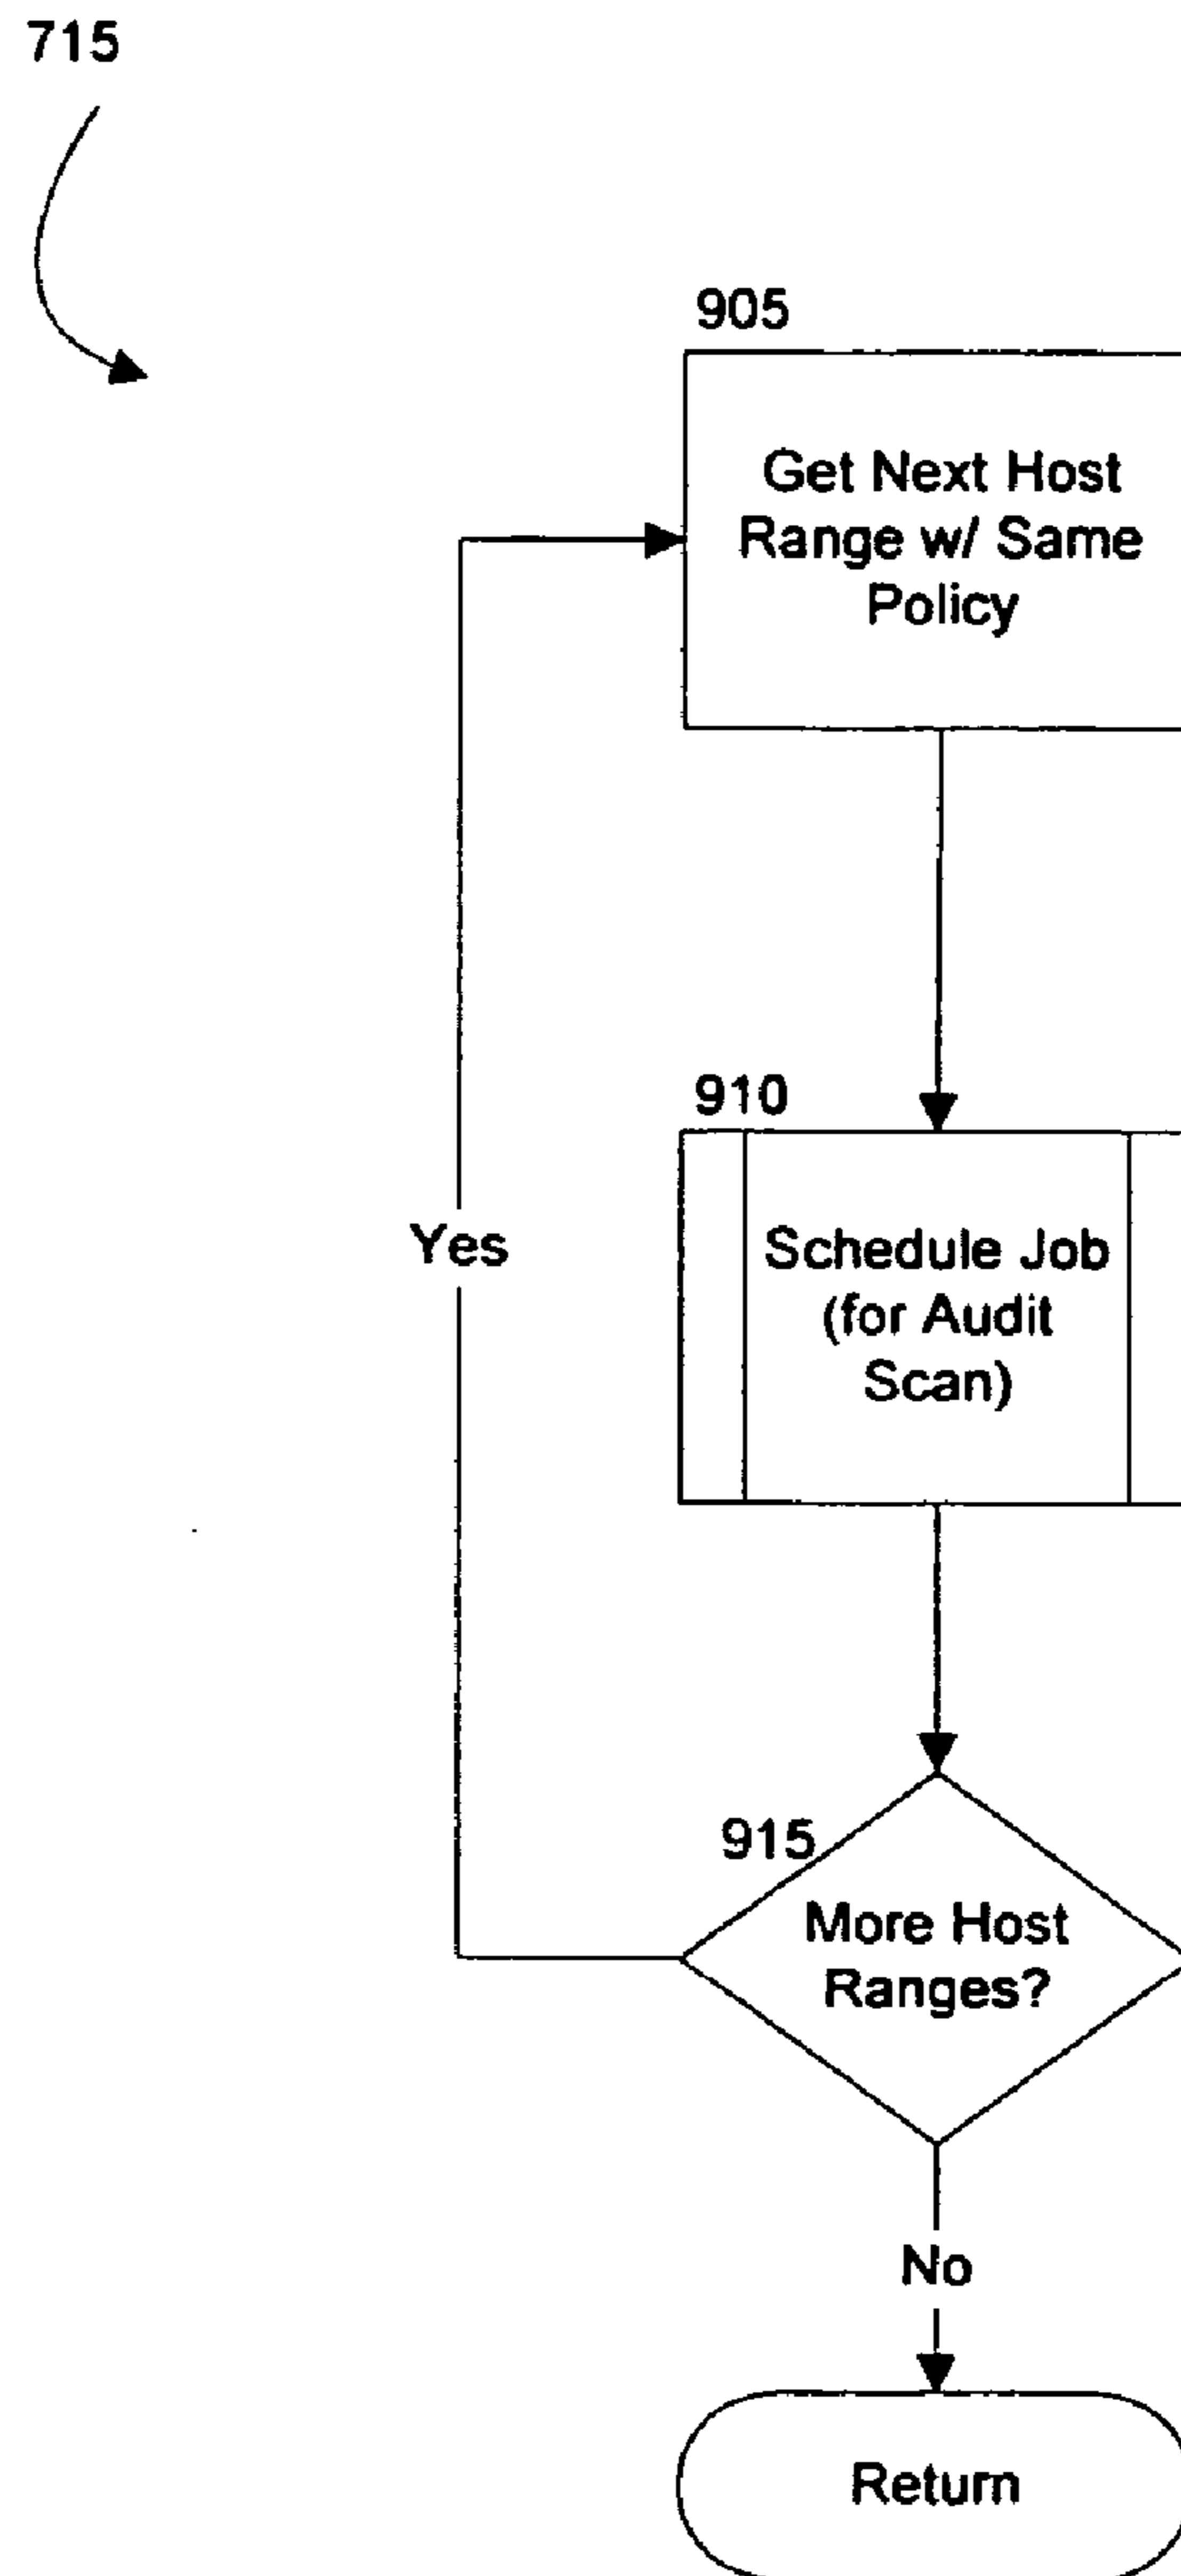 715
905
Get Next Host
Range w/ Same
Policy
910
Schedule Job
(for Audit
Scan)
Yes
915
More Host
Ranges?
No
Return